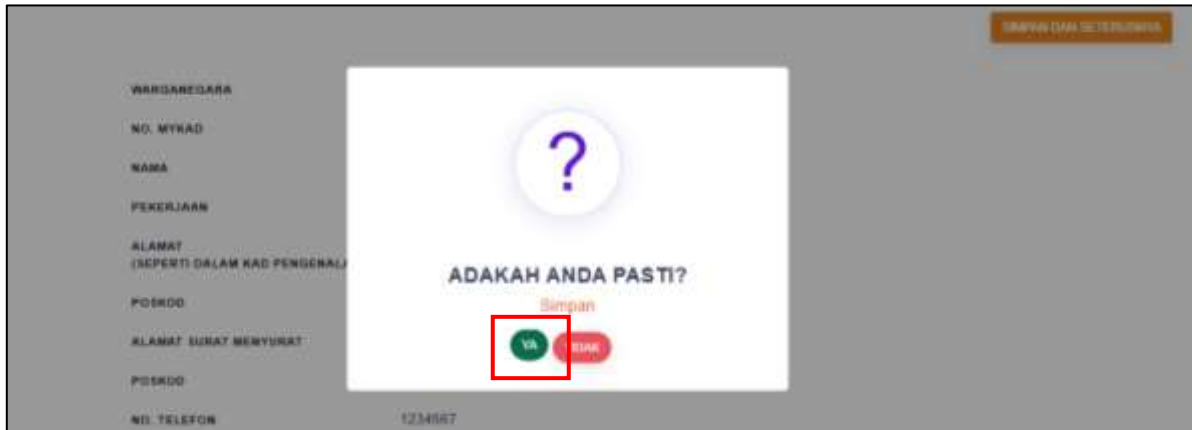 SIMPAN DAN SETERUSNYA
WARGANEGARA
NO. MYKAD
NAMA
PEKERJAAN
ALAMAT
(SEPERTI DALAM KAD PENGENALA
POSKOD
ALAMAT SURAT MENYURAT
POSKOD
NO. TELEFON 1234567
?
ADAKAH ANDA PASTI?
Simpan
YA TIDAK